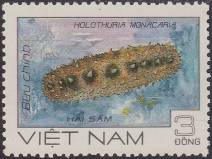 HOLOTHURIA MONACARIA
Bưu chính
HẢI SÂM
VIỆT NAM
3
ĐỒNG